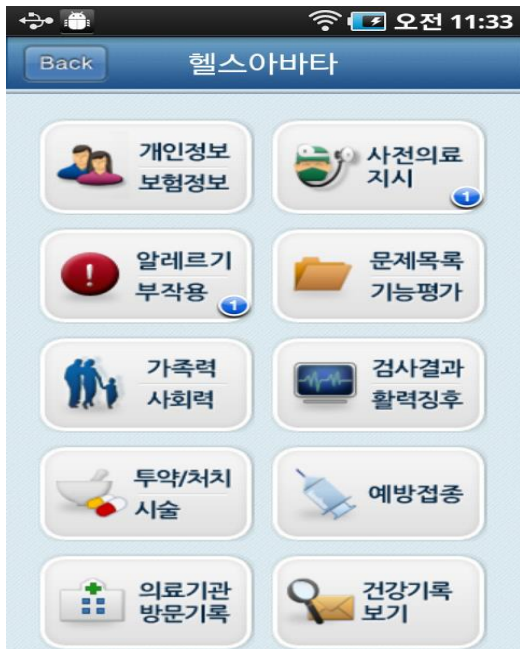 오전 11:33
Back 헬스아바타
개인정보
보험정보
사전의료
지시
1
알레르기
부작용
1
문제목록
기능평가
가족력
사회력
검사결과
활력징후
투약/처치
시술
예방접종
의료기관
방문기록
건강기록
보기